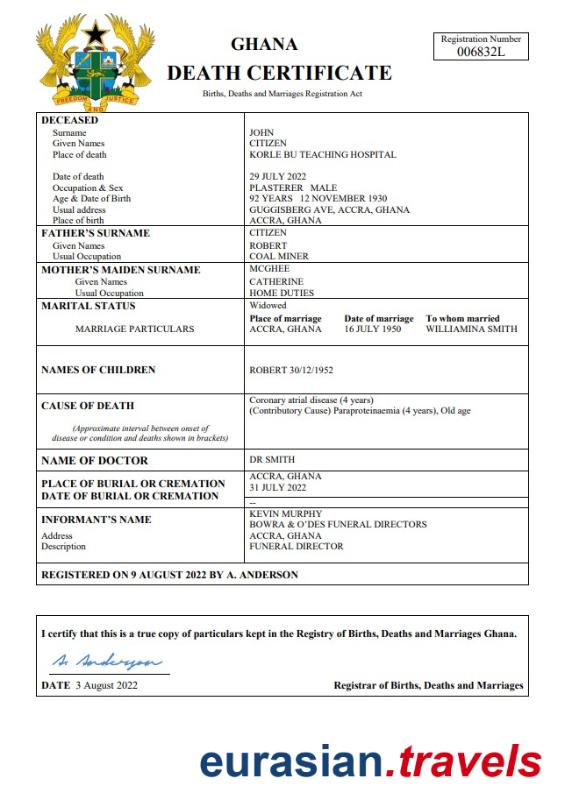 GHANA
DEATH CERTIFICATE
Births, Deaths and Marriages Registration Act
Registration Number
006832L
FREEDOM AND JUSTICE
DECEASED
Surname JOHN
Given Names CITIZEN
Place of death KORLE BU TEACHING HOSPITAL
Date of death 29 JULY 2022
Occupation & Sex PLASTERER MALE
Age & Date of Birth 92 YEARS 12 NOVEMBER 1930
Usual address GUGGISBERG AVE, ACCRA, GHANA
Place of birth ACCRA, GHANA
FATHER'S SURNAME CITIZEN
Given Names ROBERT
Usual Occupation COAL MINER
MOTHER'S MAIDEN SURNAME MCGHEE
Given Names CATHERINE
Usual Occupation HOME DUTIES
MARITAL STATUS Widowed
Place of marriage Date of marriage To whom married
MARRIAGE PARTICULARS ACCRA, GHANA 16 JULY 1950 WILLIAMINA SMITH
NAMES OF CHILDREN ROBERT 30/12/1952
Coronary atrial disease (4 years)
CAUSE OF DEATH (Contributory Cause) Paraproteinaemia (4 years), Old age
(Approximate interval between onset of
disease or condition and deaths shown in brackets)
NAME OF DOCTOR DR SMITH
PLACE OF BURIAL OR CREMATION ACCRA, GHANA
DATE OF BURIAL OR CREMATION 31 JULY 2022
--
INFORMANT'S NAME KEVIN MURPHY
BOWRA & O'DES FUNERAL DIRECTORS
Address ACCRA, GHANA
Description FUNERAL DIRECTOR
REGISTERED ON 9 AUGUST 2022 BY A. ANDERSON
I certify that this is a true copy of particulars kept in the Registry of Births, Deaths and Marriages Ghana.
A. Anderson
DATE 3 August 2022 Registrar of Births, Deaths and Marriages
eurasian.travels